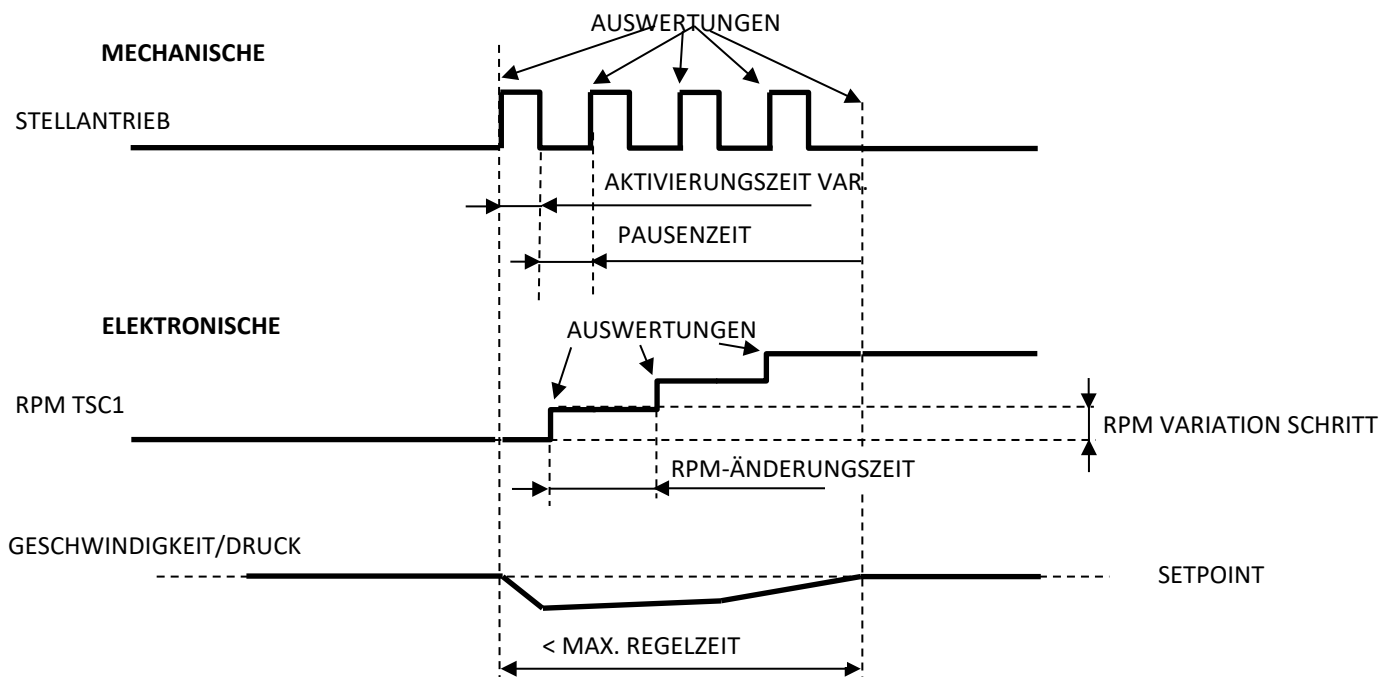 AUSWERTUNGEN
MECHANISCHE
STELLANTRIEB
AKTIVIERUNGSZEIT VAR.
PAUSENZEIT
ELEKTRONISCHE
AUSWERTUNGEN
RPM TSC1
RPM VARIATION SCHRITT
RPM-ÄNDERUNGSZEIT
GESCHWINDIGKEIT/DRUCK
SETPOINT
< MAX. REGELZEIT